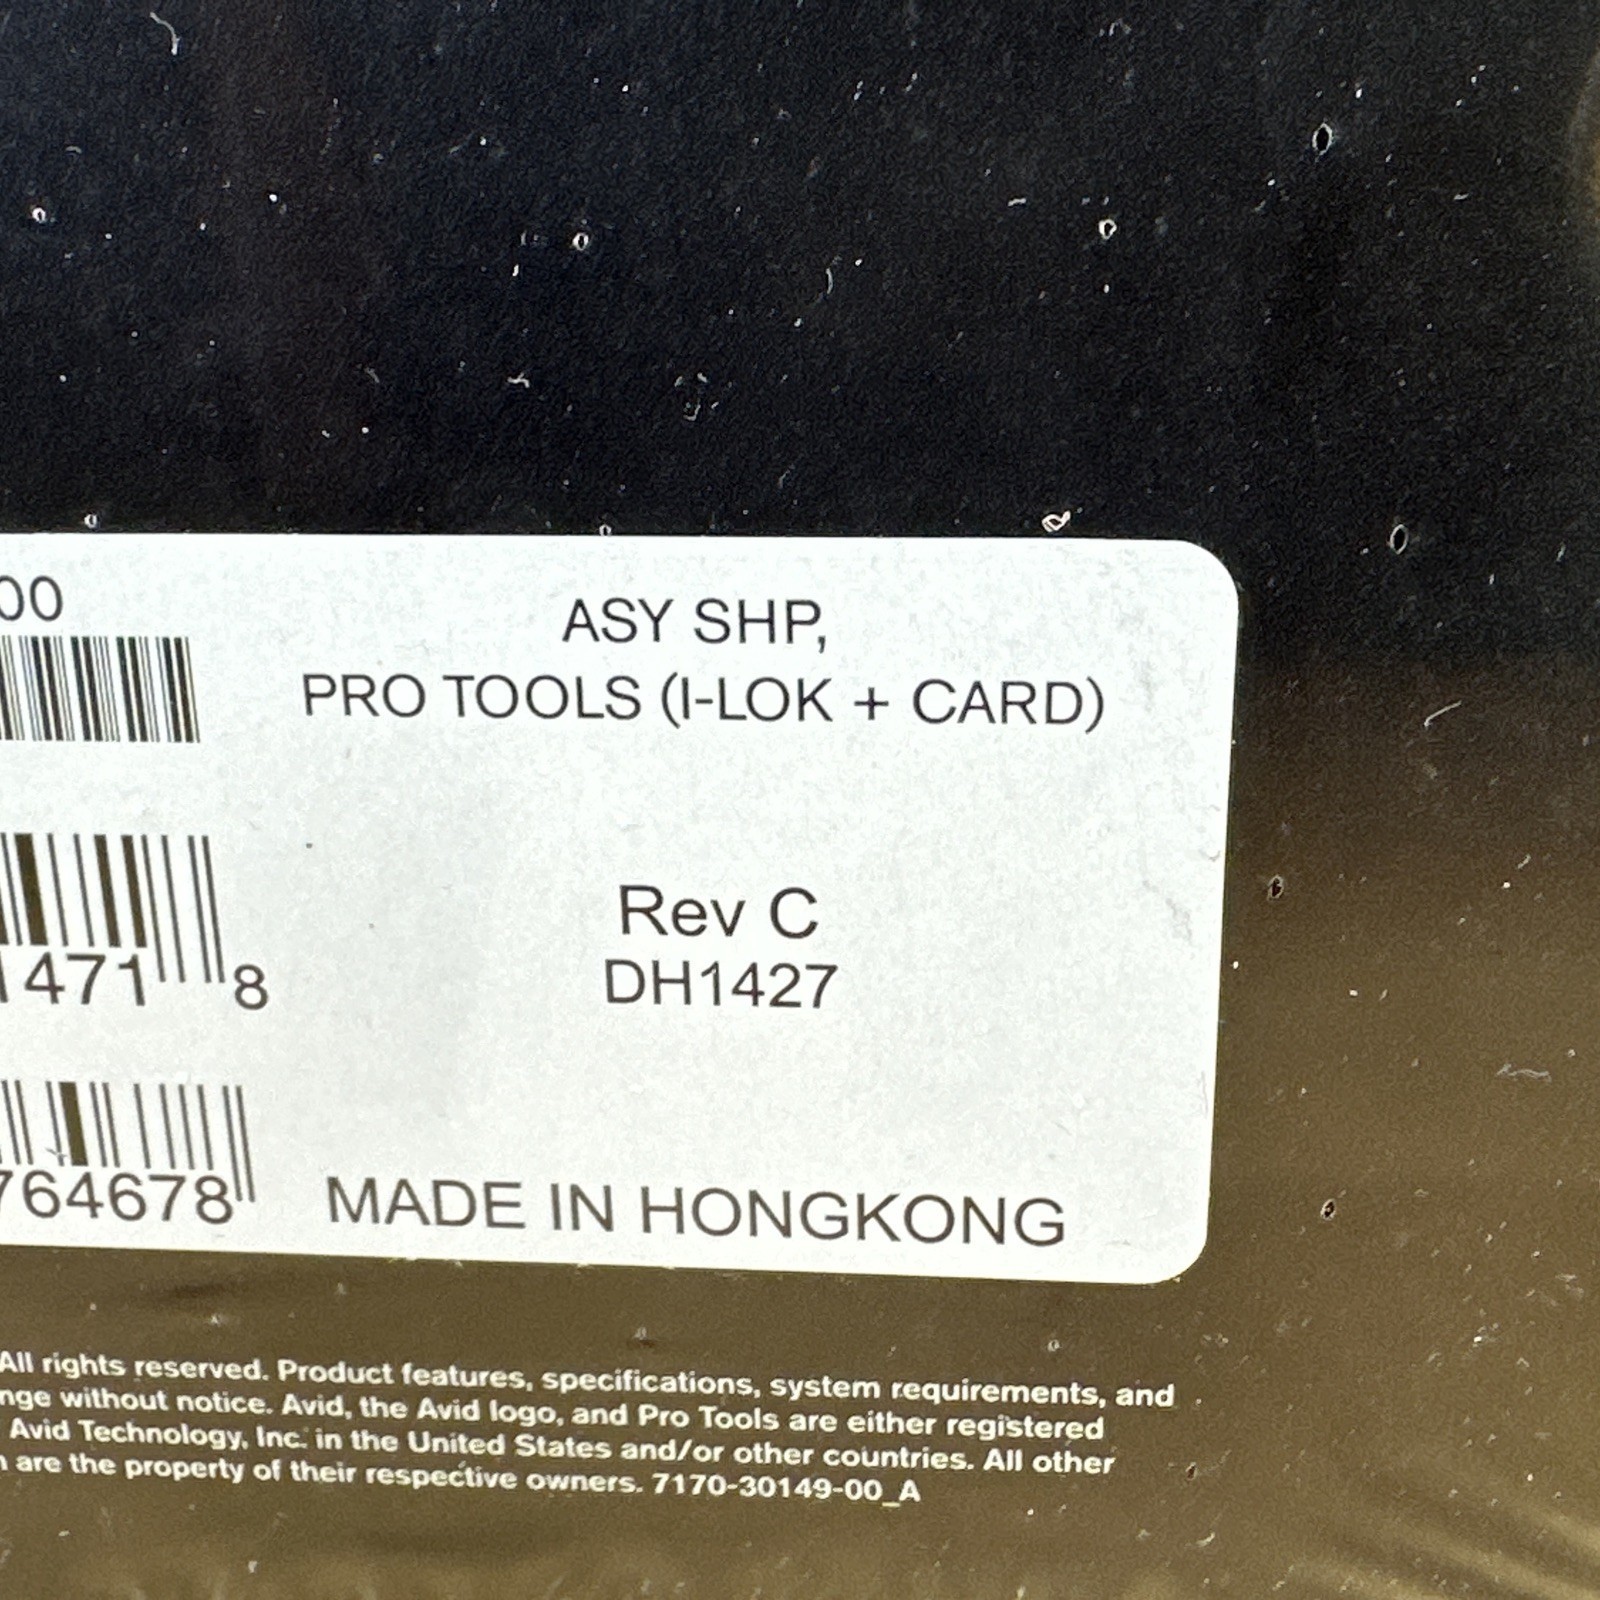 00
ASY SHP,
PRO TOOLS (I-LOK + CARD)
Rev C
DH1427
1471 8
764678
MADE IN HONGKONG
All rights reserved. Product features, specifications, system requirements, and
nge without notice. Avid, the Avid logo, and Pro Tools are either registered
Avid Technology, Inc. in the United States and/or other countries. All other
are the property of their respective owners. 7170-30149-00_A